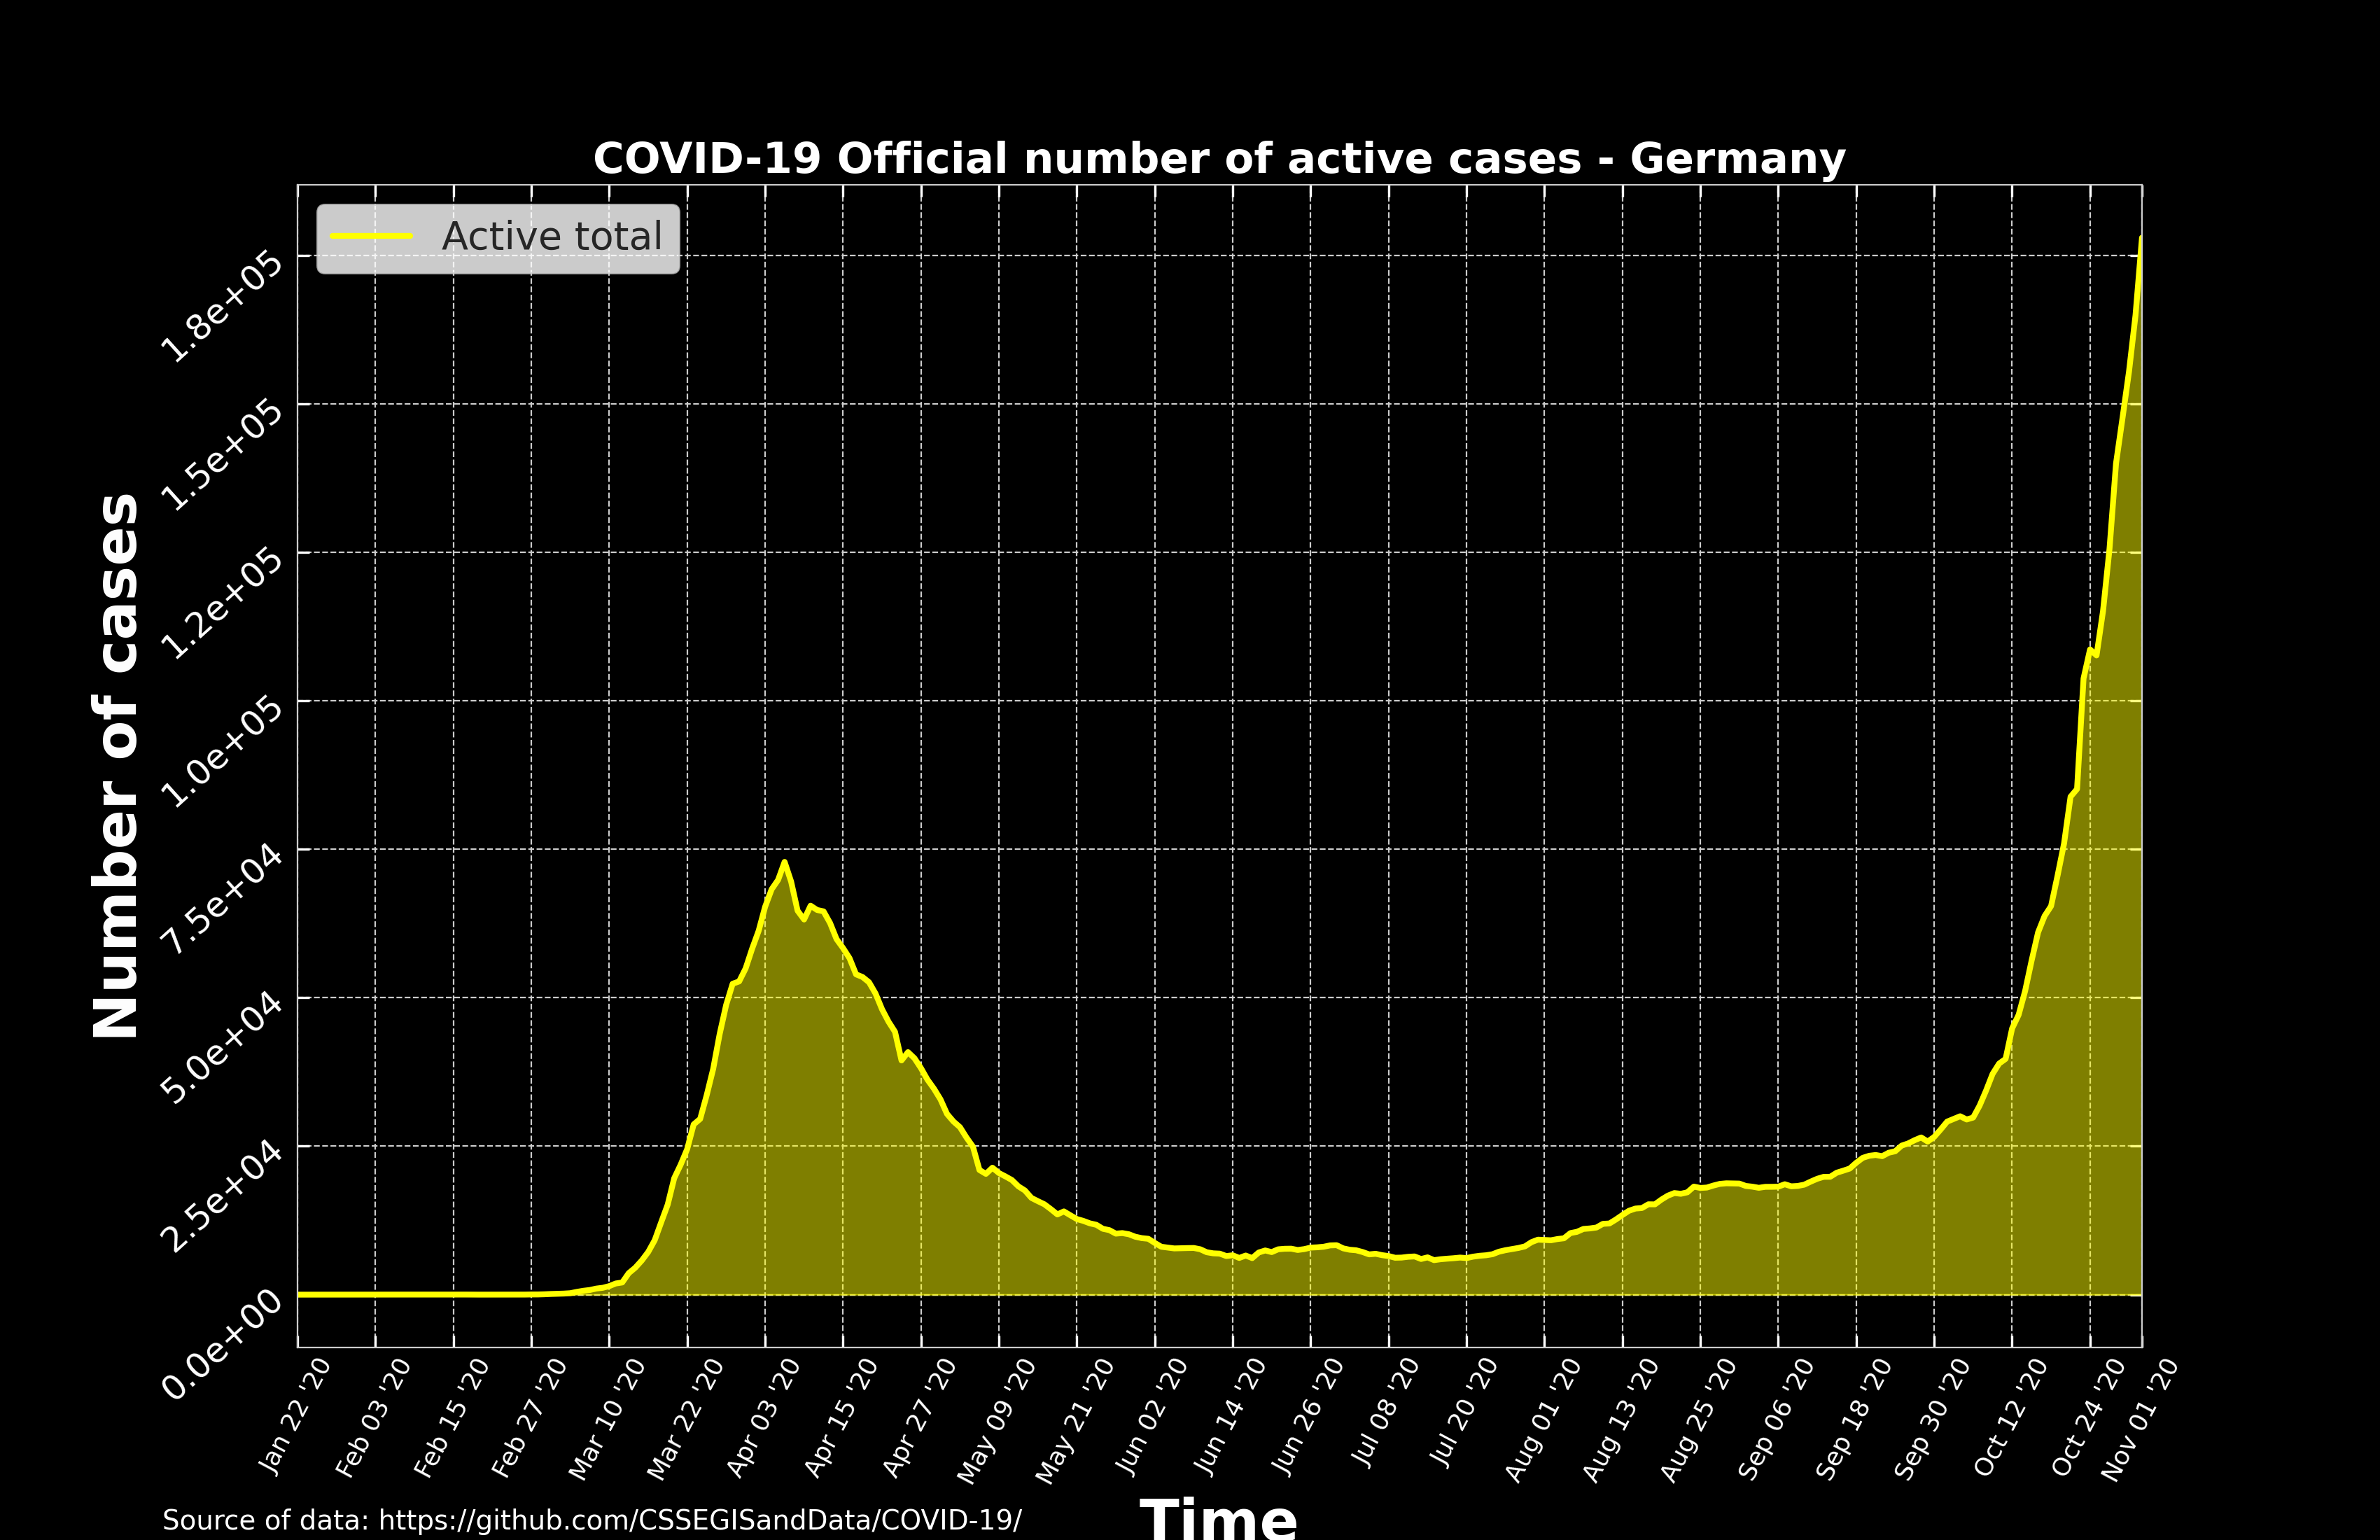 COVID-19 Official number of active cases - Germany
Active total
Number of cases
1.8e+05
1.5e+05
1.2e+05
1.0e+05
7.5e+04
5.0e+04
2.5e+04
0.0e+00
Jan 22 '20
Feb 03 '20
Feb 15 '20
Feb 27 '20
Mar 10 '20
Mar 22 '20
Apr 03 '20
Apr 15 '20
Apr 27 '20
May 09 '20
May 21 '20
Jun 02 '20
Jun 14 '20
Jun 26 '20
Jul 08 '20
Jul 20 '20
Aug 01 '20
Aug 13 '20
Aug 25 '20
Sep 06 '20
Sep 18 '20
Sep 30 '20
Oct 12 '20
Oct 24 '20
Nov 01 '20
Time
Source of data: https://github.com/CSSEGISandData/COVID-19/